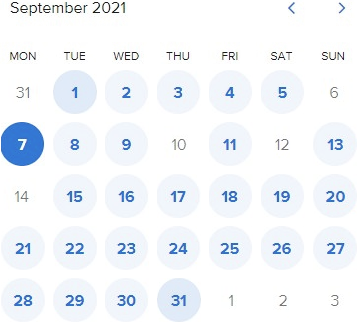 September 2021
MON TUE WED THU FRI SAT SUN
31 1 2 3 4 5 6
7 8 9 10 11 12 13
14 15 16 17 18 19 20
21 22 23 24 25 26 27
28 29 30 31 1 2 3